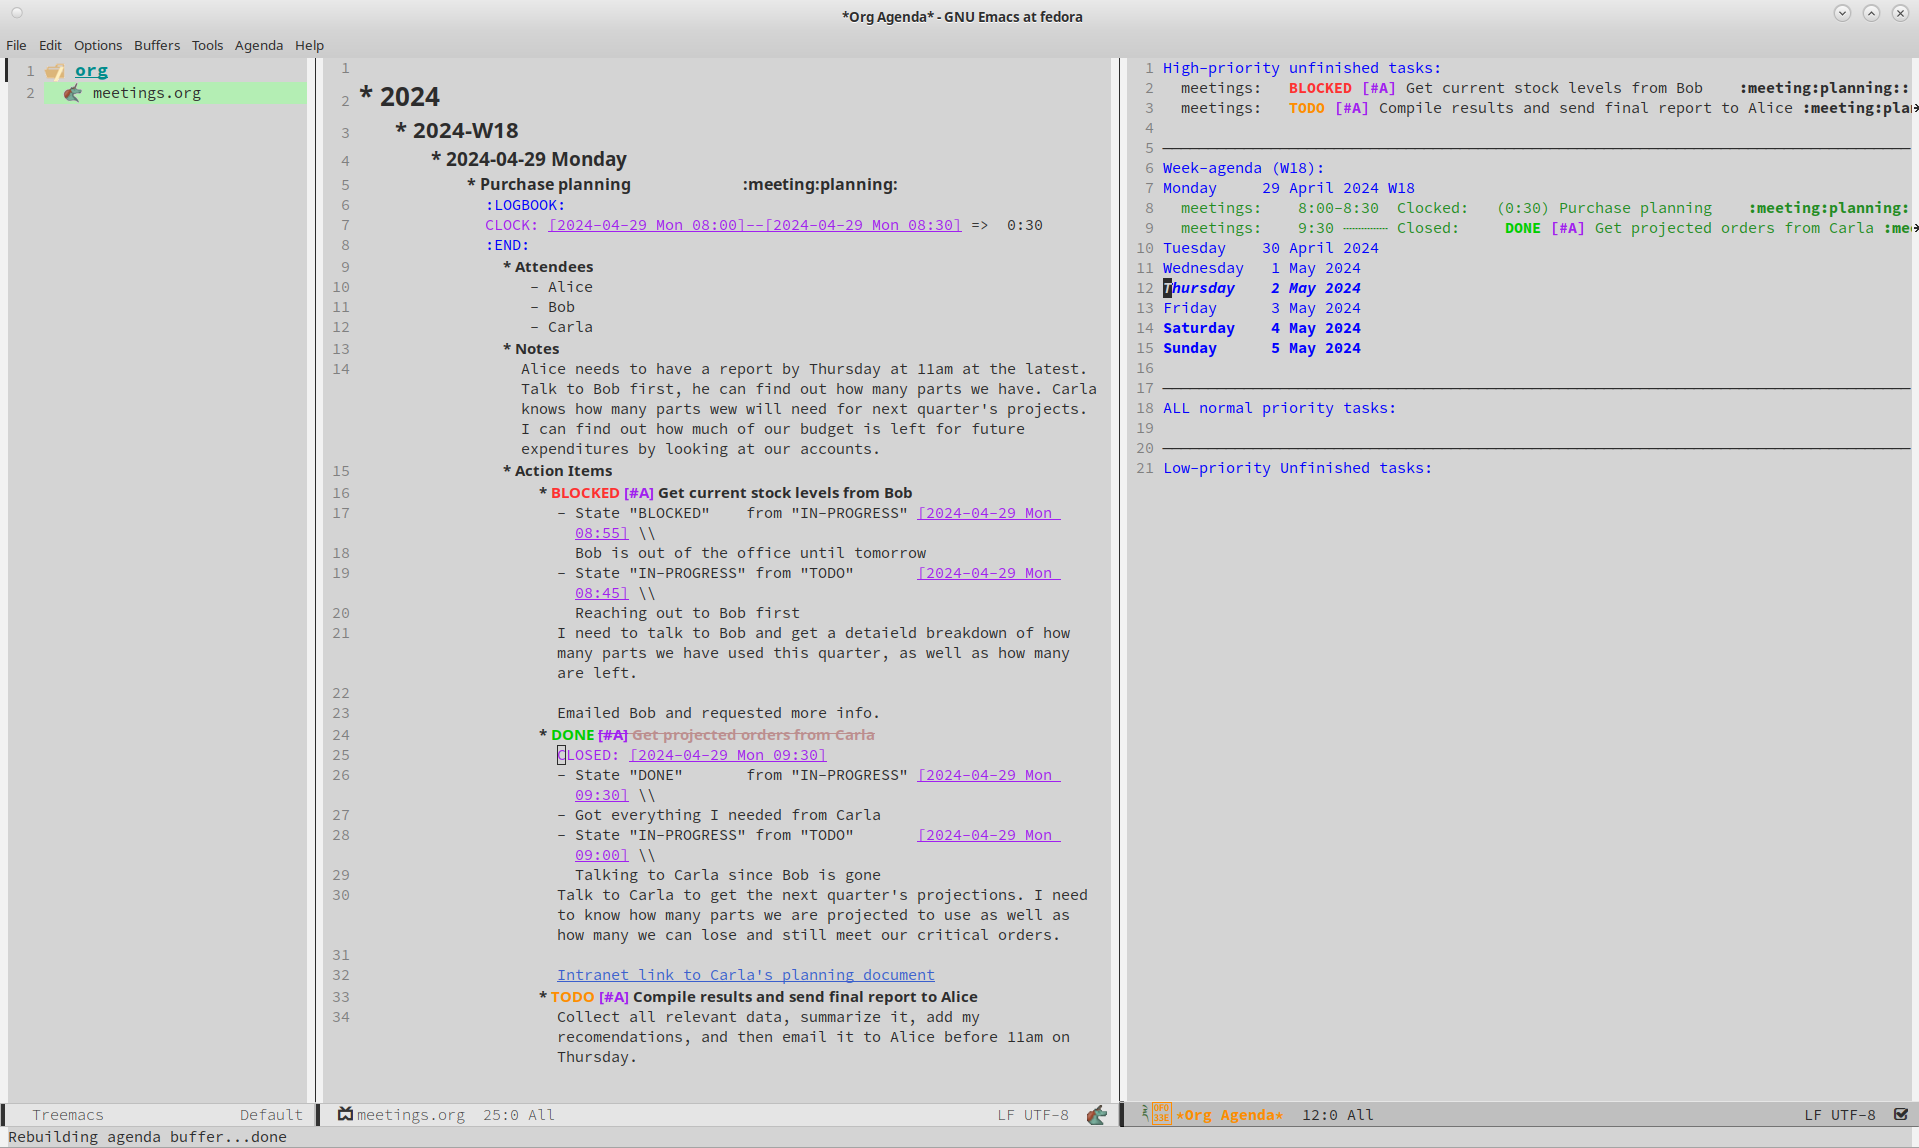 *Org Agenda* - GNU Emacs at fedora
File Edit Options Buffers Tools Agenda Help
1 org
2 meetings.org
1
2 * 2024
3 * 2024-W18
4 * 2024-04-29 Monday
5 * Purchase planning :meeting:planning:
6 :LOGBOOK:
7 CLOCK: [2024-04-29 Mon 08:00]--[2024-04-29 Mon 08:30] => 0:30
8 :END:
9 * Attendees
10 - Alice
11 - Bob
12 - Carla
13 * Notes
14 Alice needs to have a report by Thursday at 11am at the latest.
Talk to Bob first, he can find out how many parts we have. Carla
knows how many parts wew will need for next quarter's projects.
I can find out how much of our budget is left for future
expenditures by looking at our accounts.
15 * Action Items
16 * BLOCKED [#A] Get current stock levels from Bob
17 - State "BLOCKED" from "IN-PROGRESS" [2024-04-29 Mon
08:55] \\
18 Bob is out of the office until tomorrow
19 - State "IN-PROGRESS" from "TODO" [2024-04-29 Mon
08:45] \\
20 Reaching out to Bob first
21 I need to talk to Bob and get a detaield breakdown of how
many parts we have used this quarter, as well as how many
are left.
22
23 Emailed Bob and requested more info.
24 * DONE [#A] Get projected orders from Carla
25 CLOSED: [2024-04-29 Mon 09:30]
26 - State "DONE" from "IN-PROGRESS" [2024-04-29 Mon
09:30] \\
27 - Got everything I needed from Carla
28 - State "IN-PROGRESS" from "TODO" [2024-04-29 Mon
09:00] \\
29 Talking to Carla since Bob is gone
30 Talk to Carla to get the next quarter's projections. I need
to know how many parts we are projected to use as well as
how many we can lose and still meet our critical orders.
31
32 Intranet link to Carla's planning document
33 * TODO [#A] Compile results and send final report to Alice
34 Collect all relevant data, summarize it, add my
recomendations, and then email it to Alice before 11am on
Thursday.
1 High-priority unfinished tasks:
2 meetings: BLOCKED [#A] Get current stock levels from Bob :meeting:planning::
3 meetings: TODO [#A] Compile results and send final report to Alice :meeting:pla
4
5
6 Week-agenda (W18):
7 Monday 29 April 2024 W18
8 meetings: 8:00-8:30 Clocked: (0:30) Purchase planning :meeting:planning:
9 meetings: 9:30 ┄┄┄┄┄ Closed: DONE [#A] Get projected orders from Carla :me
10 Tuesday 30 April 2024
11 Wednesday 1 May 2024
12 Thursday 2 May 2024
13 Friday 3 May 2024
14 Saturday 4 May 2024
15 Sunday 5 May 2024
16
17
18 ALL normal priority tasks:
19
20
21 Low-priority Unfinished tasks:
Treemacs Default
meetings.org 25:0 All LF UTF-8
*Org Agenda* 12:0 All LF UTF-8
Rebuilding agenda buffer...done